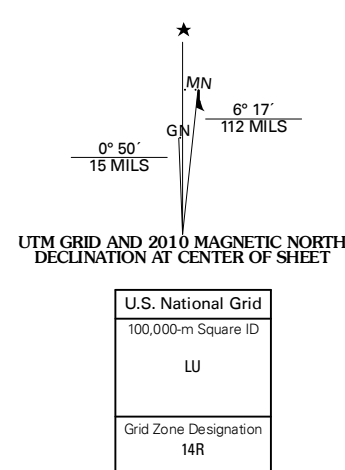 MN
6° 17´
112 MILS
GN
0° 50´
15 MILS
UTM GRID AND 2010 MAGNETIC NORTH
DECLINATION AT CENTER OF SHEET
U.S. National Grid
100,000-m Square ID
LU
Grid Zone Designation
14R